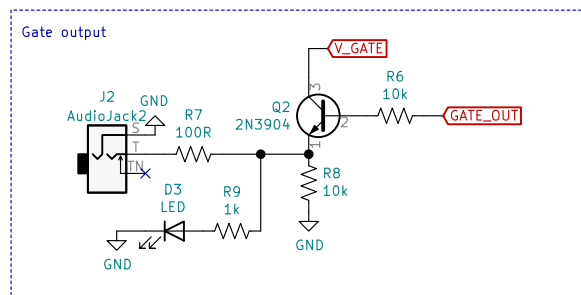 Gate output
V_GATE
J2
AudioJack2
GND
S
T
TN
R7
100R
Q2
2N3904
3
2
1
R6
10k
GATE_OUT
R8
10k
GND
D3
LED
R9
1k
GND